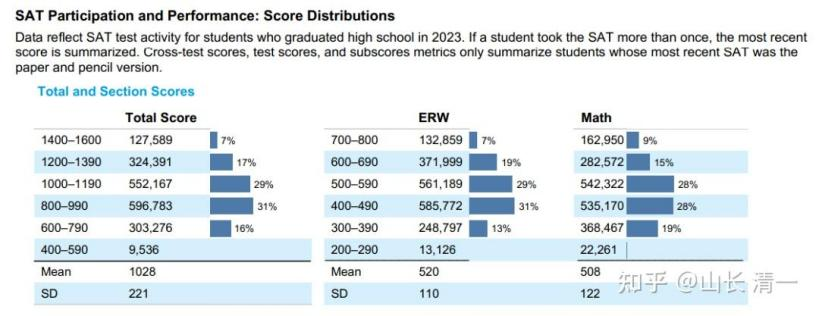 SAT Participation and Performance: Score Distributions
Data reflect SAT test activity for students who graduated high school in 2023. If a student took the SAT more than once, the most recent
score is summarized. Cross-test scores, test scores, and subscores metrics only summarize students whose most recent SAT was the
paper and pencil version.
Total and Section Scores
Total Score ERW Math
1400–1600 127,589 7% 700–800 132,859 7% 162,950 9%
1200–1390 324,391 17% 600–690 371,999 19% 282,572 15%
1000–1190 552,167 29% 500–590 561,189 29% 542,322 28%
800–990 596,783 31% 400–490 585,772 31% 535,170 28%
600–790 303,276 16% 300–390 248,797 13% 368,467 19%
400–590 9,536 200–290 13,126 22,261
Mean 1028 Mean 520 508
SD 221 SD 110 122
知乎 @山长 清一